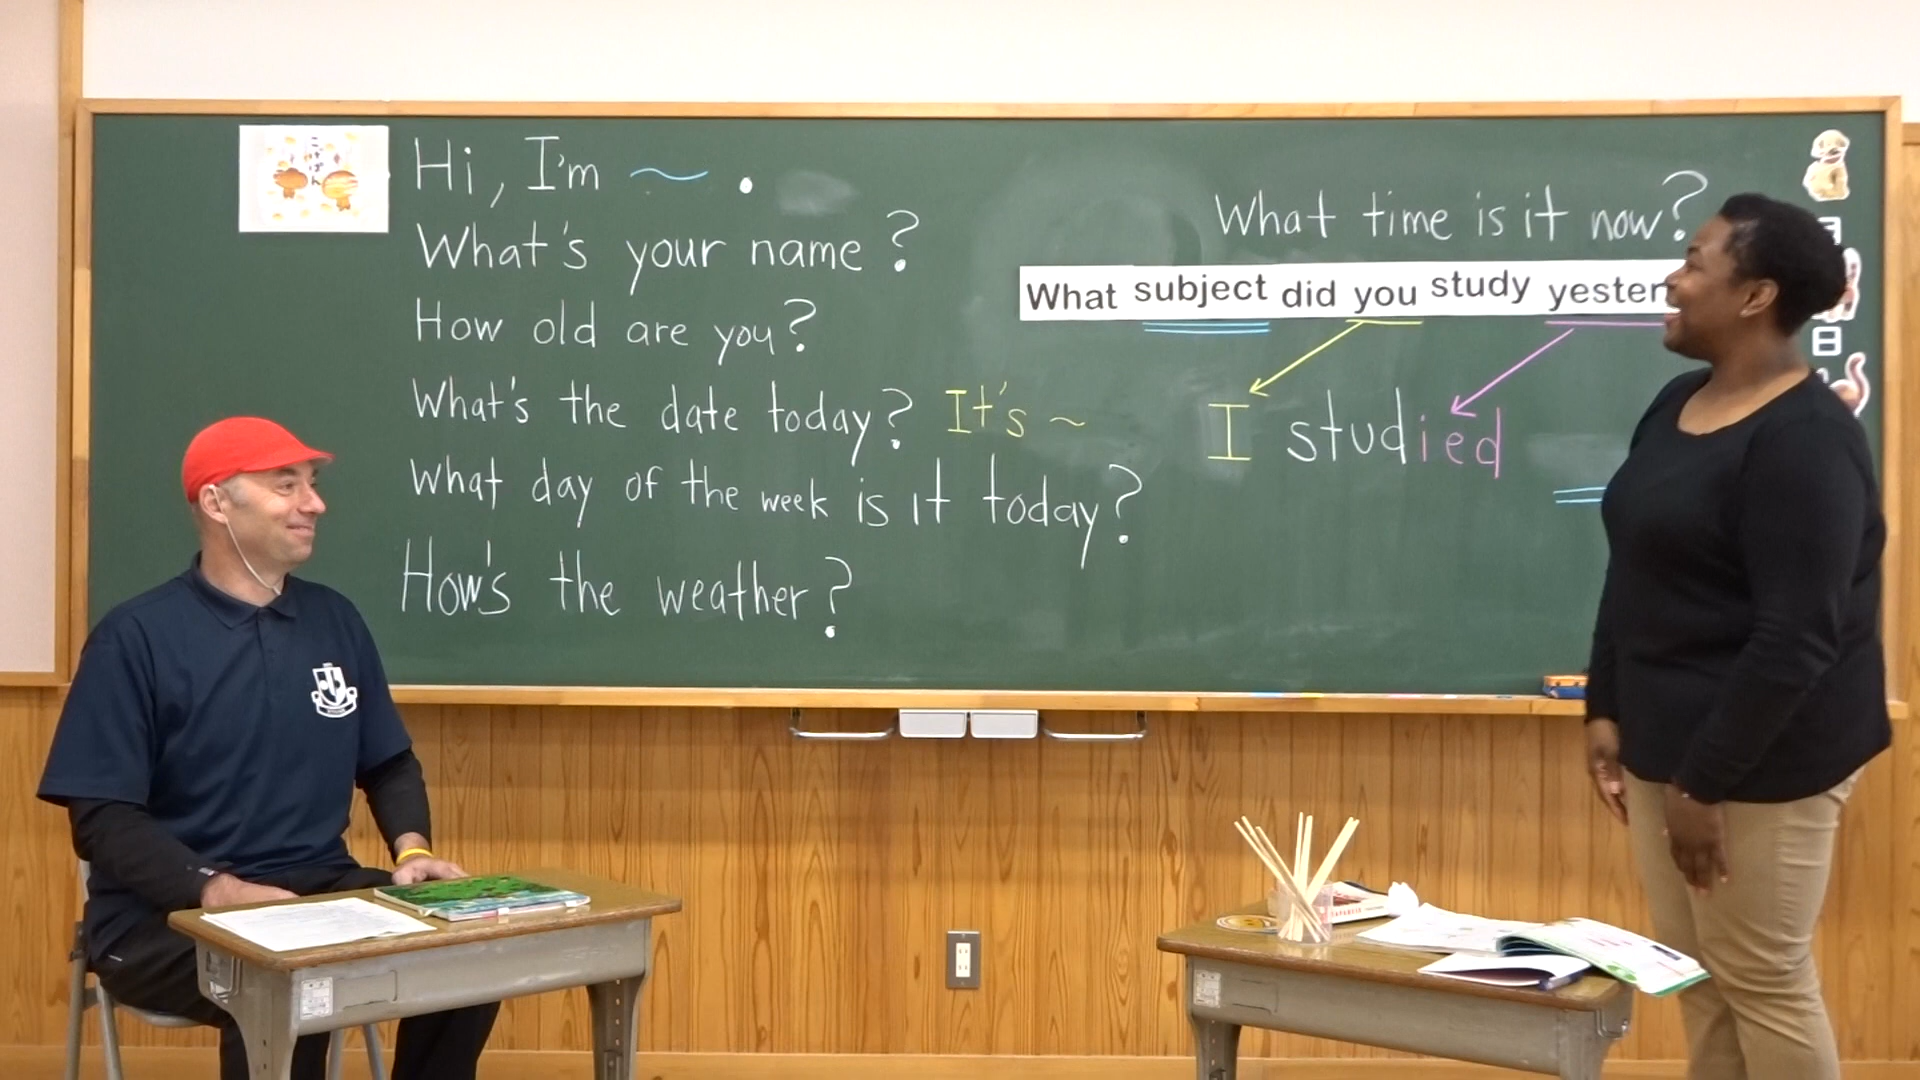 Hi, I'm ~ .
What's your name?
How old are you?
What's the date today? It's ~
What day of the week is it today?
How's the weather?
What time is it now?
What subject did you study yester
I studied
日